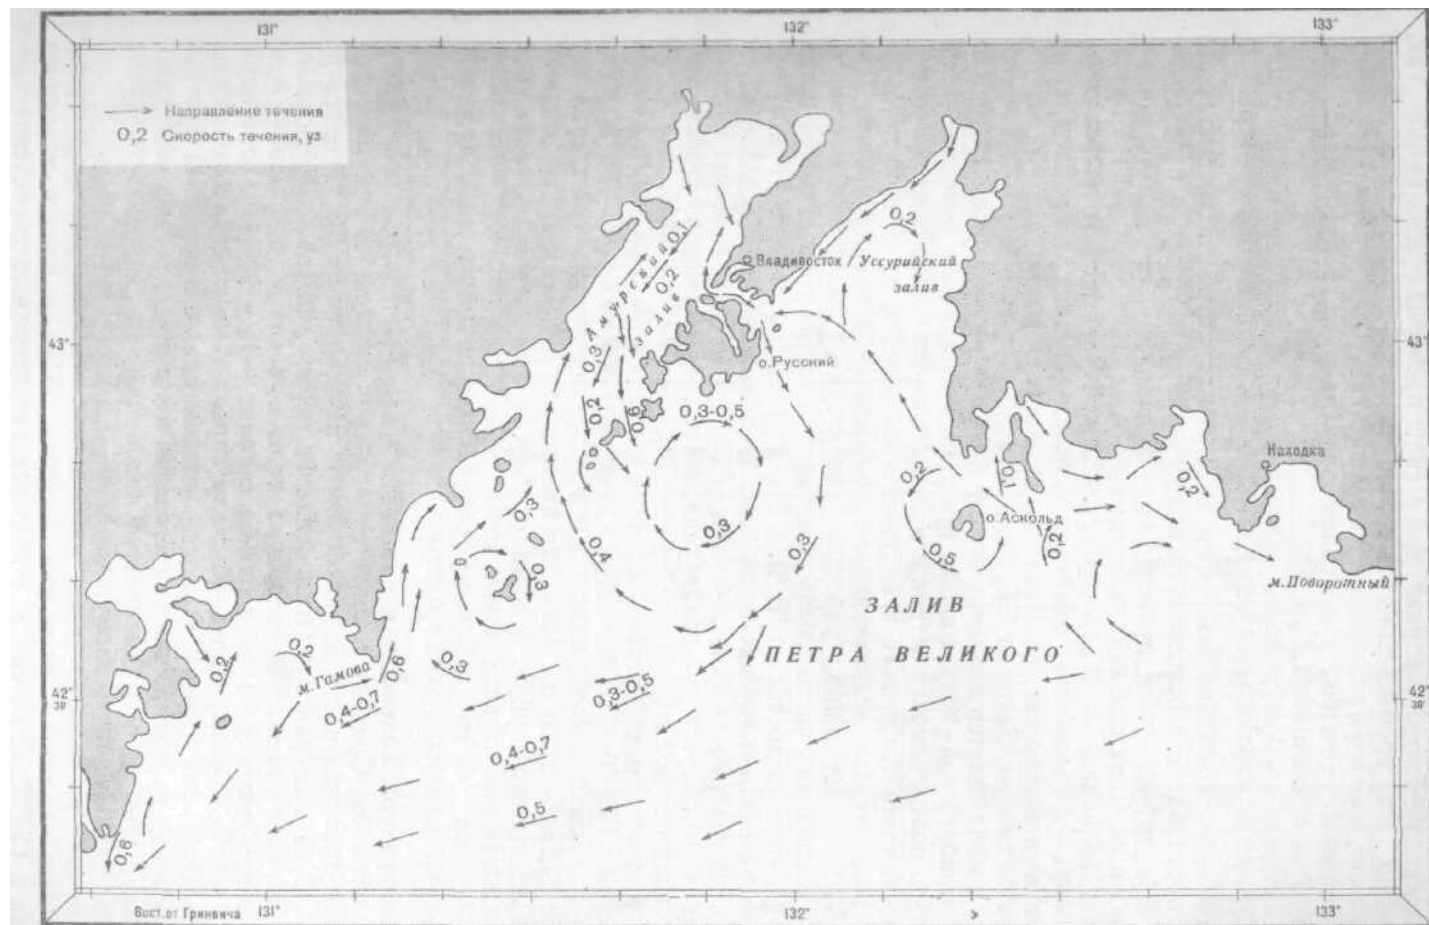 131°
132°
133°
Направление течения
0,2 Скорость течения, уз
0,2
0,1
Амурский
залив
0,2
Владивосток
Уссурийский
залив
43°
43°
0,3
о.Русский
0,2
0,6
0,3-0,5
Находка
0,2
0,2
0,1
0,3
0,3
0,4
0,3
о.Аскольд
0,5
0,2
0,3
м.Поворотный
ЗАЛИВ
ПЕТРА ВЕЛИКОГО
0,2
0,2
м.Гамова
0,6
0,3
0,3-0,5
0,4-0,7
42°
30'
42°
30'
0,4-0,7
0,5
0,6
Вост.от Гринвича
131°
132°
133°